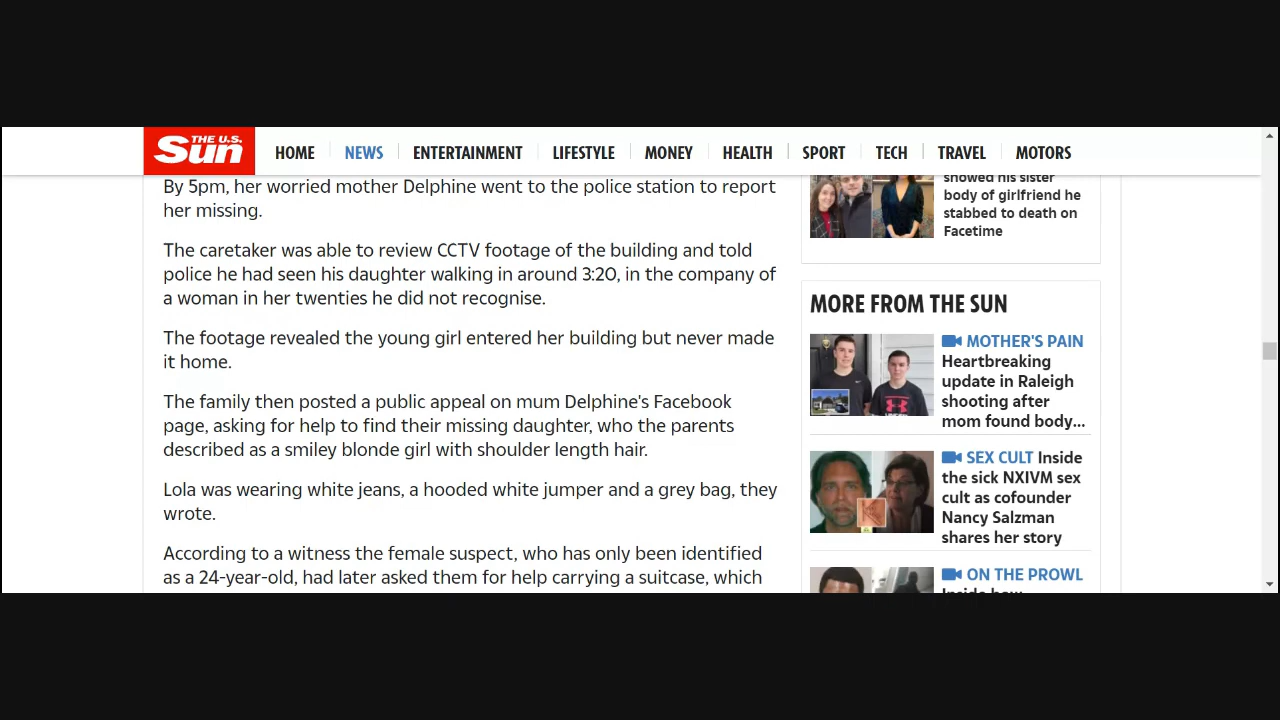 THE U.S.
Sun
HOME
NEWS
ENTERTAINMENT
LIFESTYLE
MONEY
HEALTH
SPORT
TECH
TRAVEL
MOTORS
By 5pm, her worried mother Delphine went to the police station to report
her missing.
The caretaker was able to review CCTV footage of the building and told
police he had seen his daughter walking in around 3:20, in the company of
a woman in her twenties he did not recognise.
The footage revealed the young girl entered her building but never made
it home.
The family then posted a public appeal on mum Delphine's Facebook
page, asking for help to find their missing daughter, who the parents
described as a smiley blonde girl with shoulder length hair.
Lola was wearing white jeans, a hooded white jumper and a grey bag, they
wrote.
According to a witness the female suspect, who has only been identified
as a 24-year-old, had later asked them for help carrying a suitcase, which
showed his sister
body of girlfriend he
stabbed to death on
Facetime
MORE FROM THE SUN
MOTHER'S PAIN
Heartbreaking
update in Raleigh
shooting after
mom found body...
SEX CULT Inside
the sick NXIVM sex
cult as cofounder
Nancy Salzman
shares her story
ON THE PROWL
Inside how